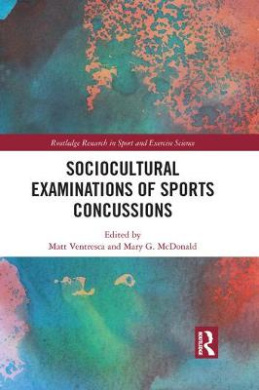 Routledge Research in Sport and Exercise Science
SOCIOCULTURAL
EXAMINATIONS OF SPORTS
CONCUSSIONS
Edited by
Matt Ventresca and Mary G. McDonald
ROUTLEDGE